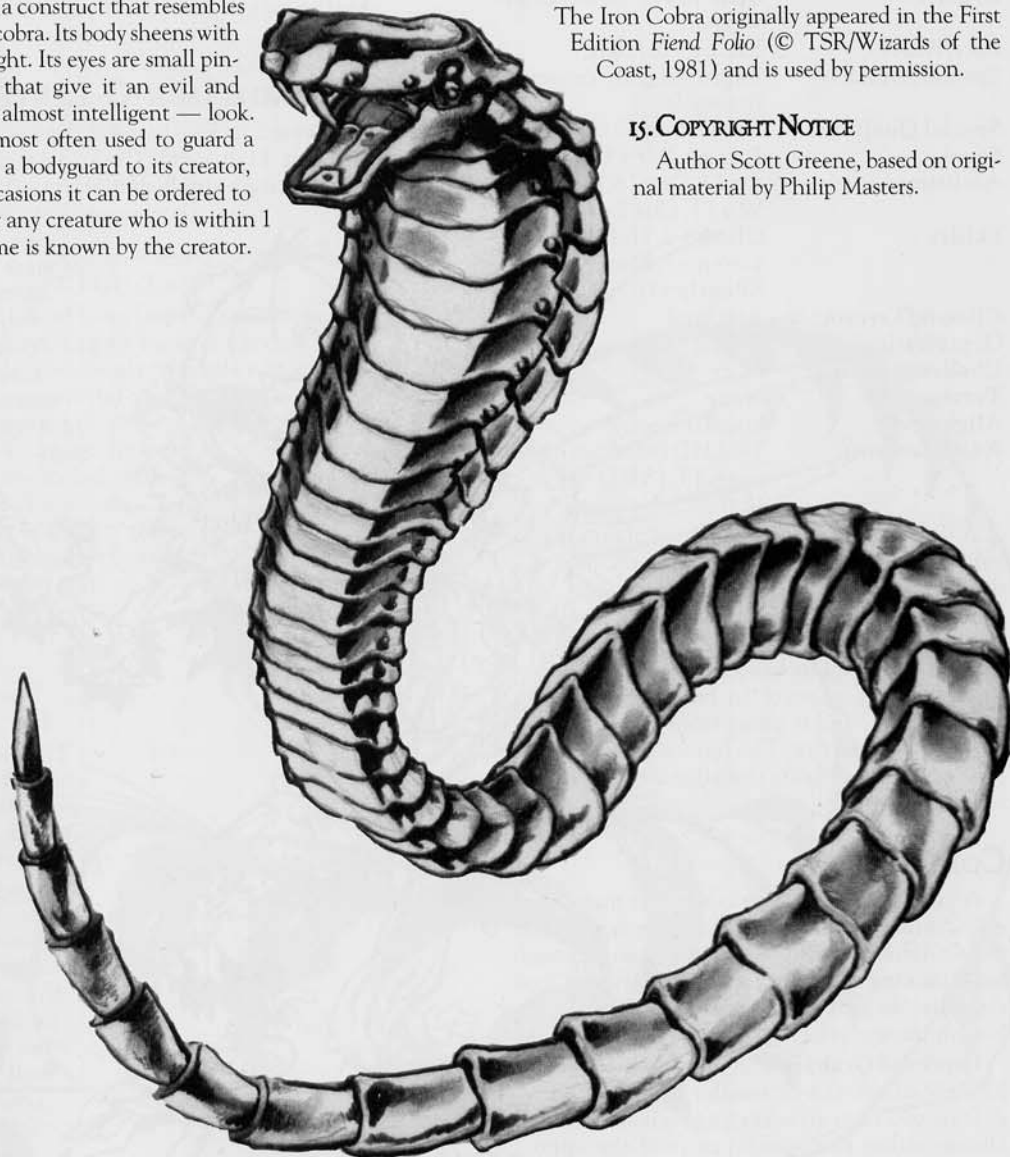 a construct that resembles
cobra. Its body sheens with
ght. Its eyes are small pin-
that give it an evil and
almost intelligent — look.
most often used to guard a
a bodyguard to its creator,
casions it can be ordered to
any creature who is within 1
me is known by the creator.
The Iron Cobra originally appeared in the First
Edition Fiend Folio (© TSR/Wizards of the
Coast, 1981) and is used by permission.
15. COPYRIGHT NOTICE
Author Scott Greene, based on origi-
nal material by Philip Masters.